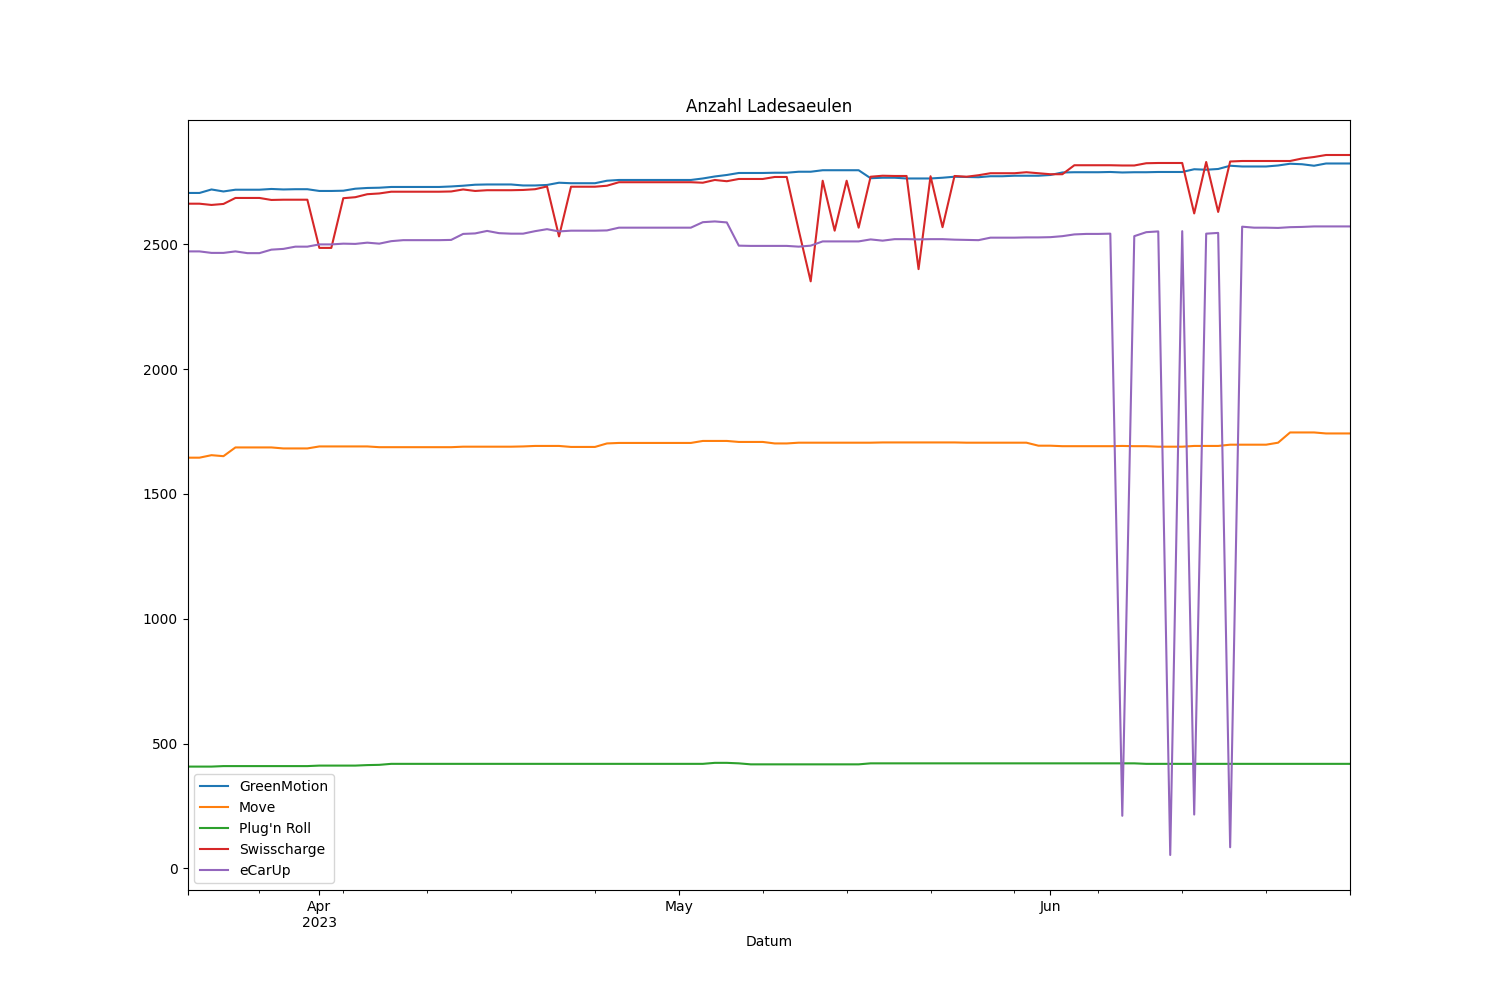 Anzahl Ladesaeulen
2500
2000
1500
1000
500
0
GreenMotion
Move
Plug'n Roll
Swisscharge
eCarUp
Apr
2023
May
Jun
Datum